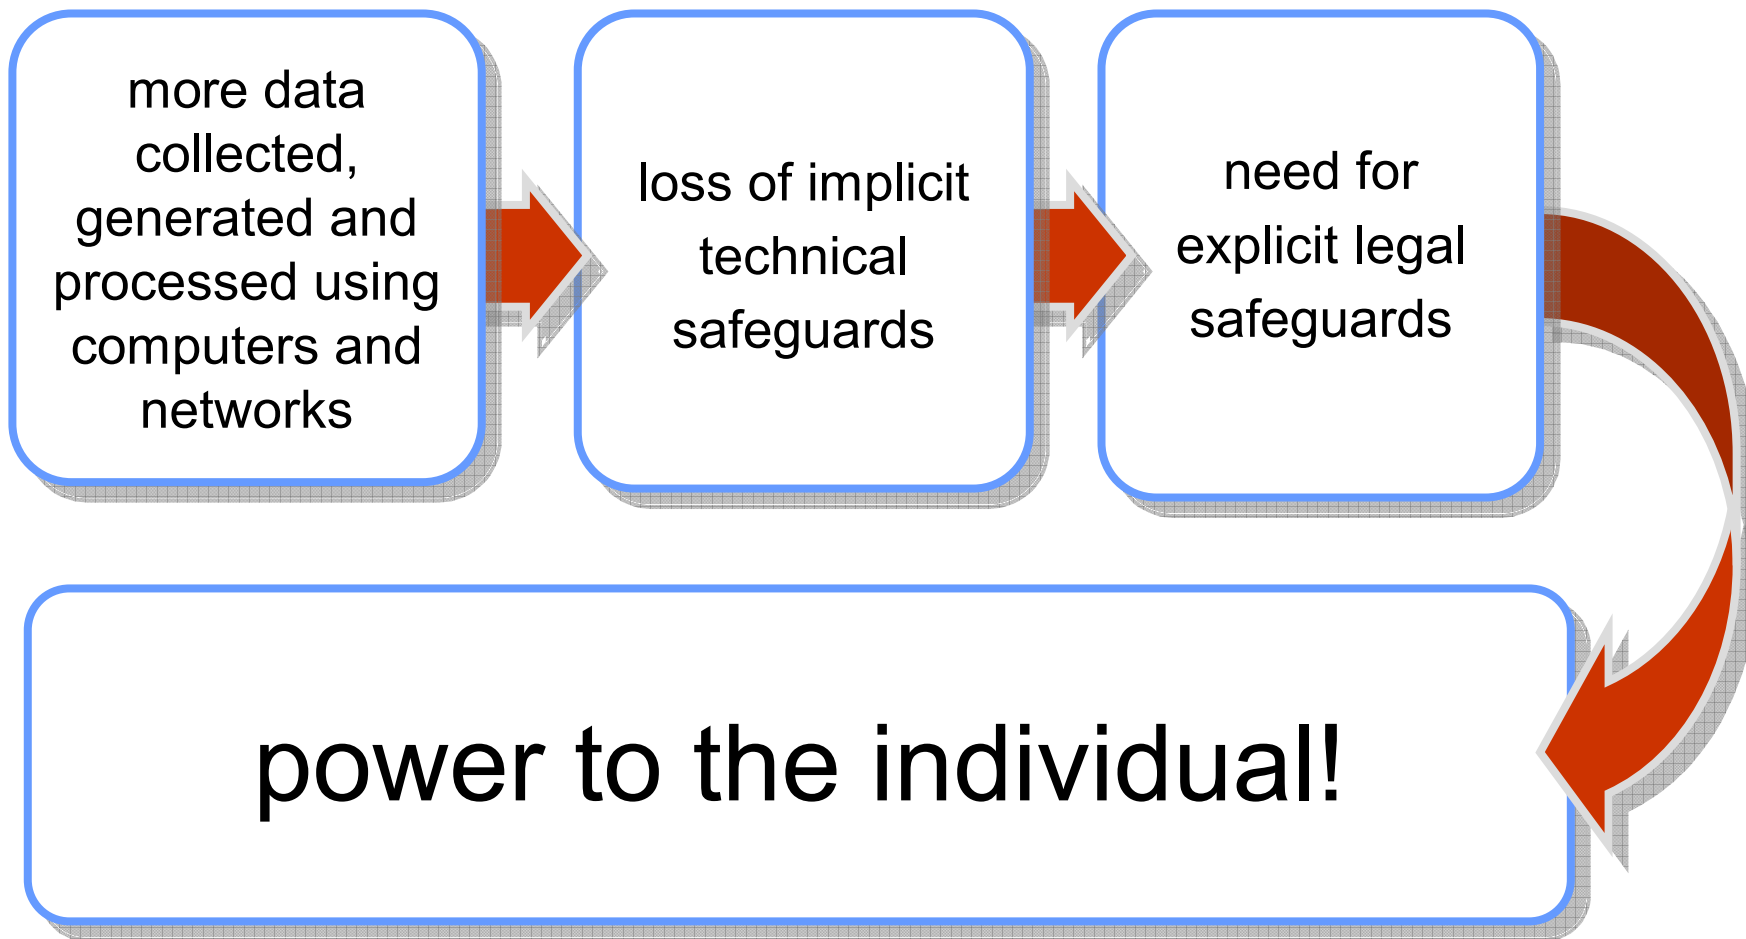 more data
collected,
generated and
processed using
computers and
networks
loss of implicit
technical
safeguards
need for
explicit legal
safeguards
power to the individual!